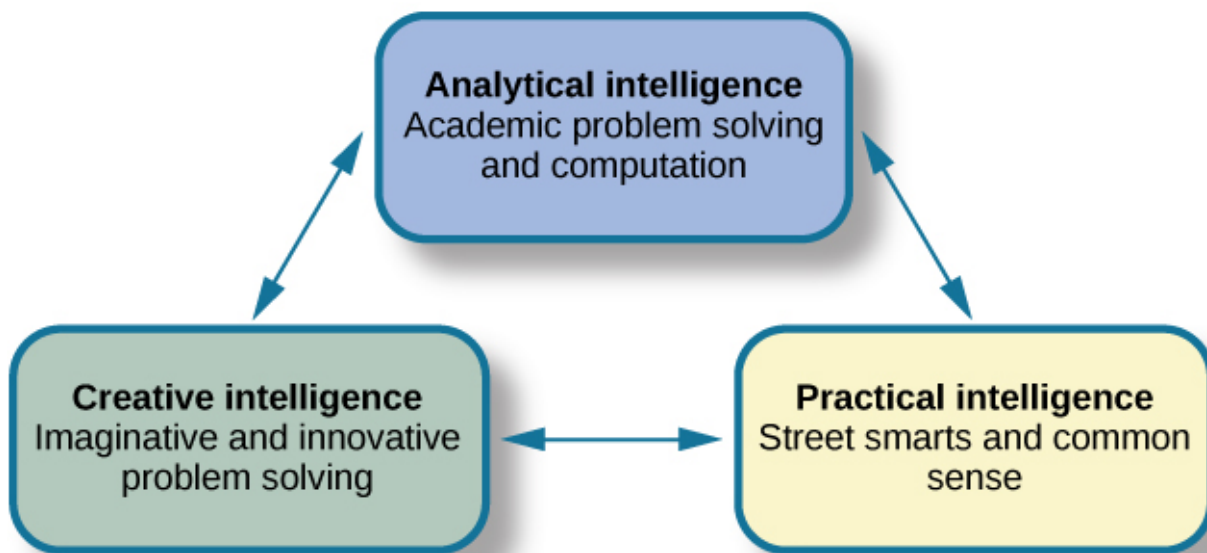 Analytical intelligence
Academic problem solving
and computation
Creative intelligence
Imaginative and innovative
problem solving
Practical intelligence
Street smarts and common
sense